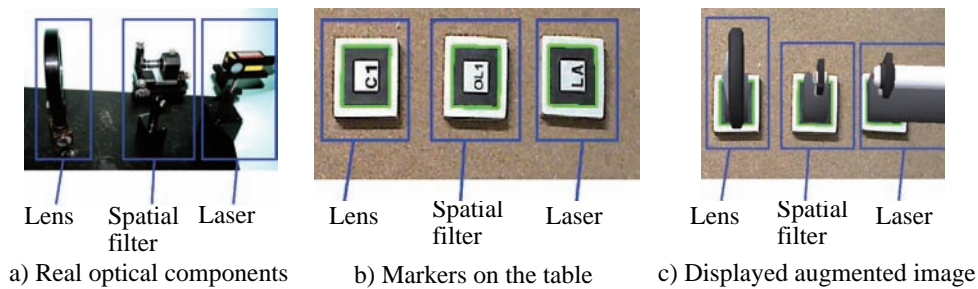 C1
OL1
LA
Lens
Spatial
filter
Laser
Lens
Spatial
filter
Laser
Lens
Spatial
filter
Laser
a) Real optical components
b) Markers on the table
c) Displayed augmented image